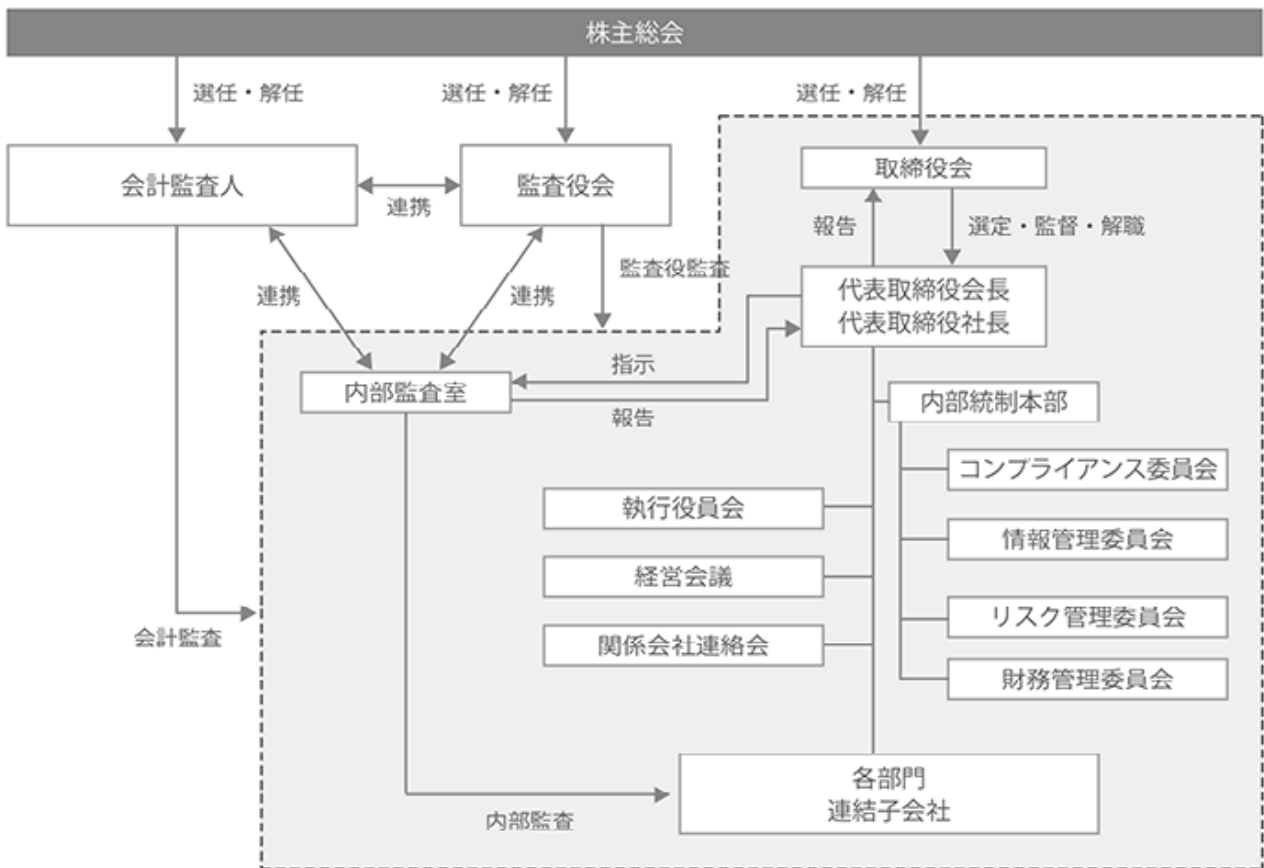 株主総会
選任・解任
選任・解任
選任・解任
会計監査人
連携
監査役会
取締役会
報告
選定・監督・解職
連携
連携
監査役監査
代表取締役会長
代表取締役社長
指示
内部監査室
報告
内部統制本部
コンプライアンス委員会
執行役員会
情報管理委員会
経営会議
リスク管理委員会
会計監査
関係会社連絡会
財務管理委員会
各部門
連結子会社
内部監査